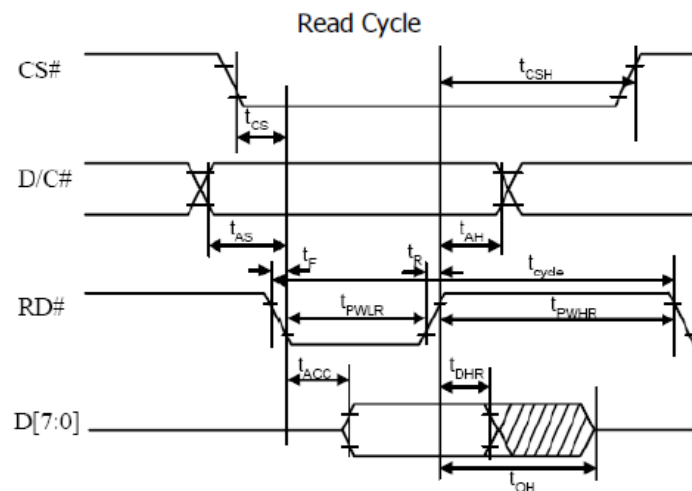 Read Cycle
CS#
tCSH
tCS
D/C#
tAS
tAH
tF
tR
tcycle
RD#
tPWLR
tPWHR
tACC
tDHR
D[7:0]
tOH